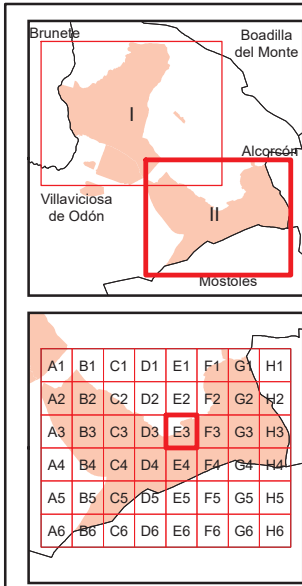 Brunete
Boadilla
del Monte
I
Alcorcón
Villaviciosa
de Odón
II
Mostoles
A1 B1 C1 D1 E1 F1 G1 H1
A2 B2 C2 D2 E2 F2 G2 H2
A3 B3 C3 D3 E3 F3 G3 H3
A4 B4 C4 D4 E4 F4 G4 H4
A5 B5 C5 D5 E5 F5 G5 H5
A6 B6 C6 D6 E6 F6 G6 H6